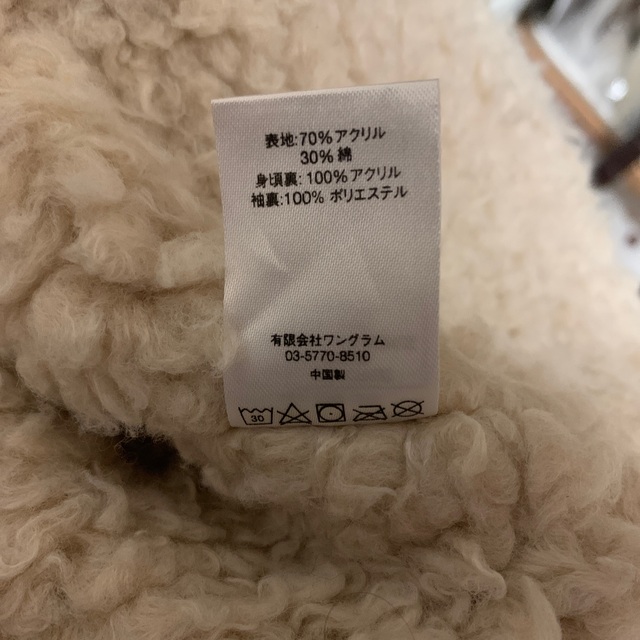 表地:70%アクリル
30%綿
身頃裏:100%アクリル
袖裏:100% ポリエステル
有限会社ワングラム
03-5770-8510
中国製
30